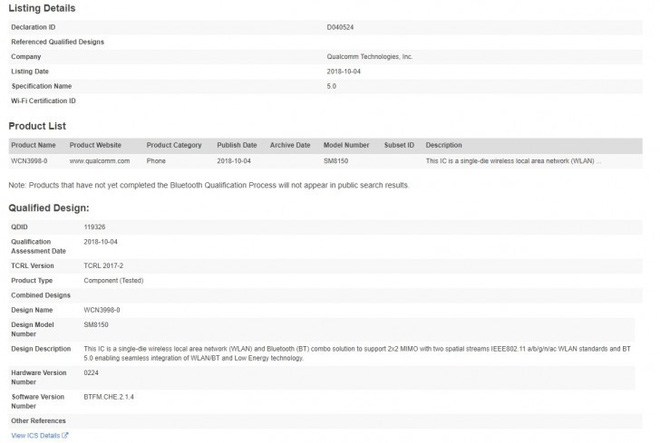 Listing Details
Declaration ID D040524
Referenced Qualified Designs
Company Qualcomm Technologies, Inc.
Listing Date 2018-10-04
Specification Name 5.0
Wi-Fi Certification ID
Product List
Product Name Product Website Product Category Publish Date Archive Date Model Number Subset ID Description
WCN3998-0 www.qualcomm.com Phone 2018-10-04 SM8150 This IC is a single-die wireless local area network (WLAN) ...
Note: Products that have not yet completed the Bluetooth Qualification Process will not appear in public search results.
Qualified Design:
QDID 119326
Qualification 2018-10-04
Assessment Date
TCRL Version TCRL 2017-2
Product Type Component (Tested)
Combined Designs
Design Name WCN3998-0
Design Model SM8150
Number
Design Description This IC is a single-die wireless local area network (WLAN) and Bluetooth (BT) combo solution to support 2x2 MIMO with two spatial streams IEEE802.11 a/b/g/n/ac WLAN standards and BT
5.0 enabling seamless integration of WLAN/BT and Low Energy technology.
Hardware Version 0224
Number
Software Version BTFM.CHE.2.1.4
Number
Other References
View ICS Details